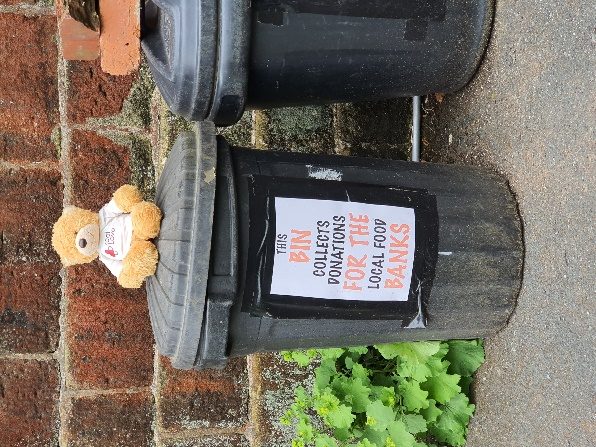 THIS
BIN
COLLECTS
DONATIONS
FOR THE
LOCAL FOOD
BANKS